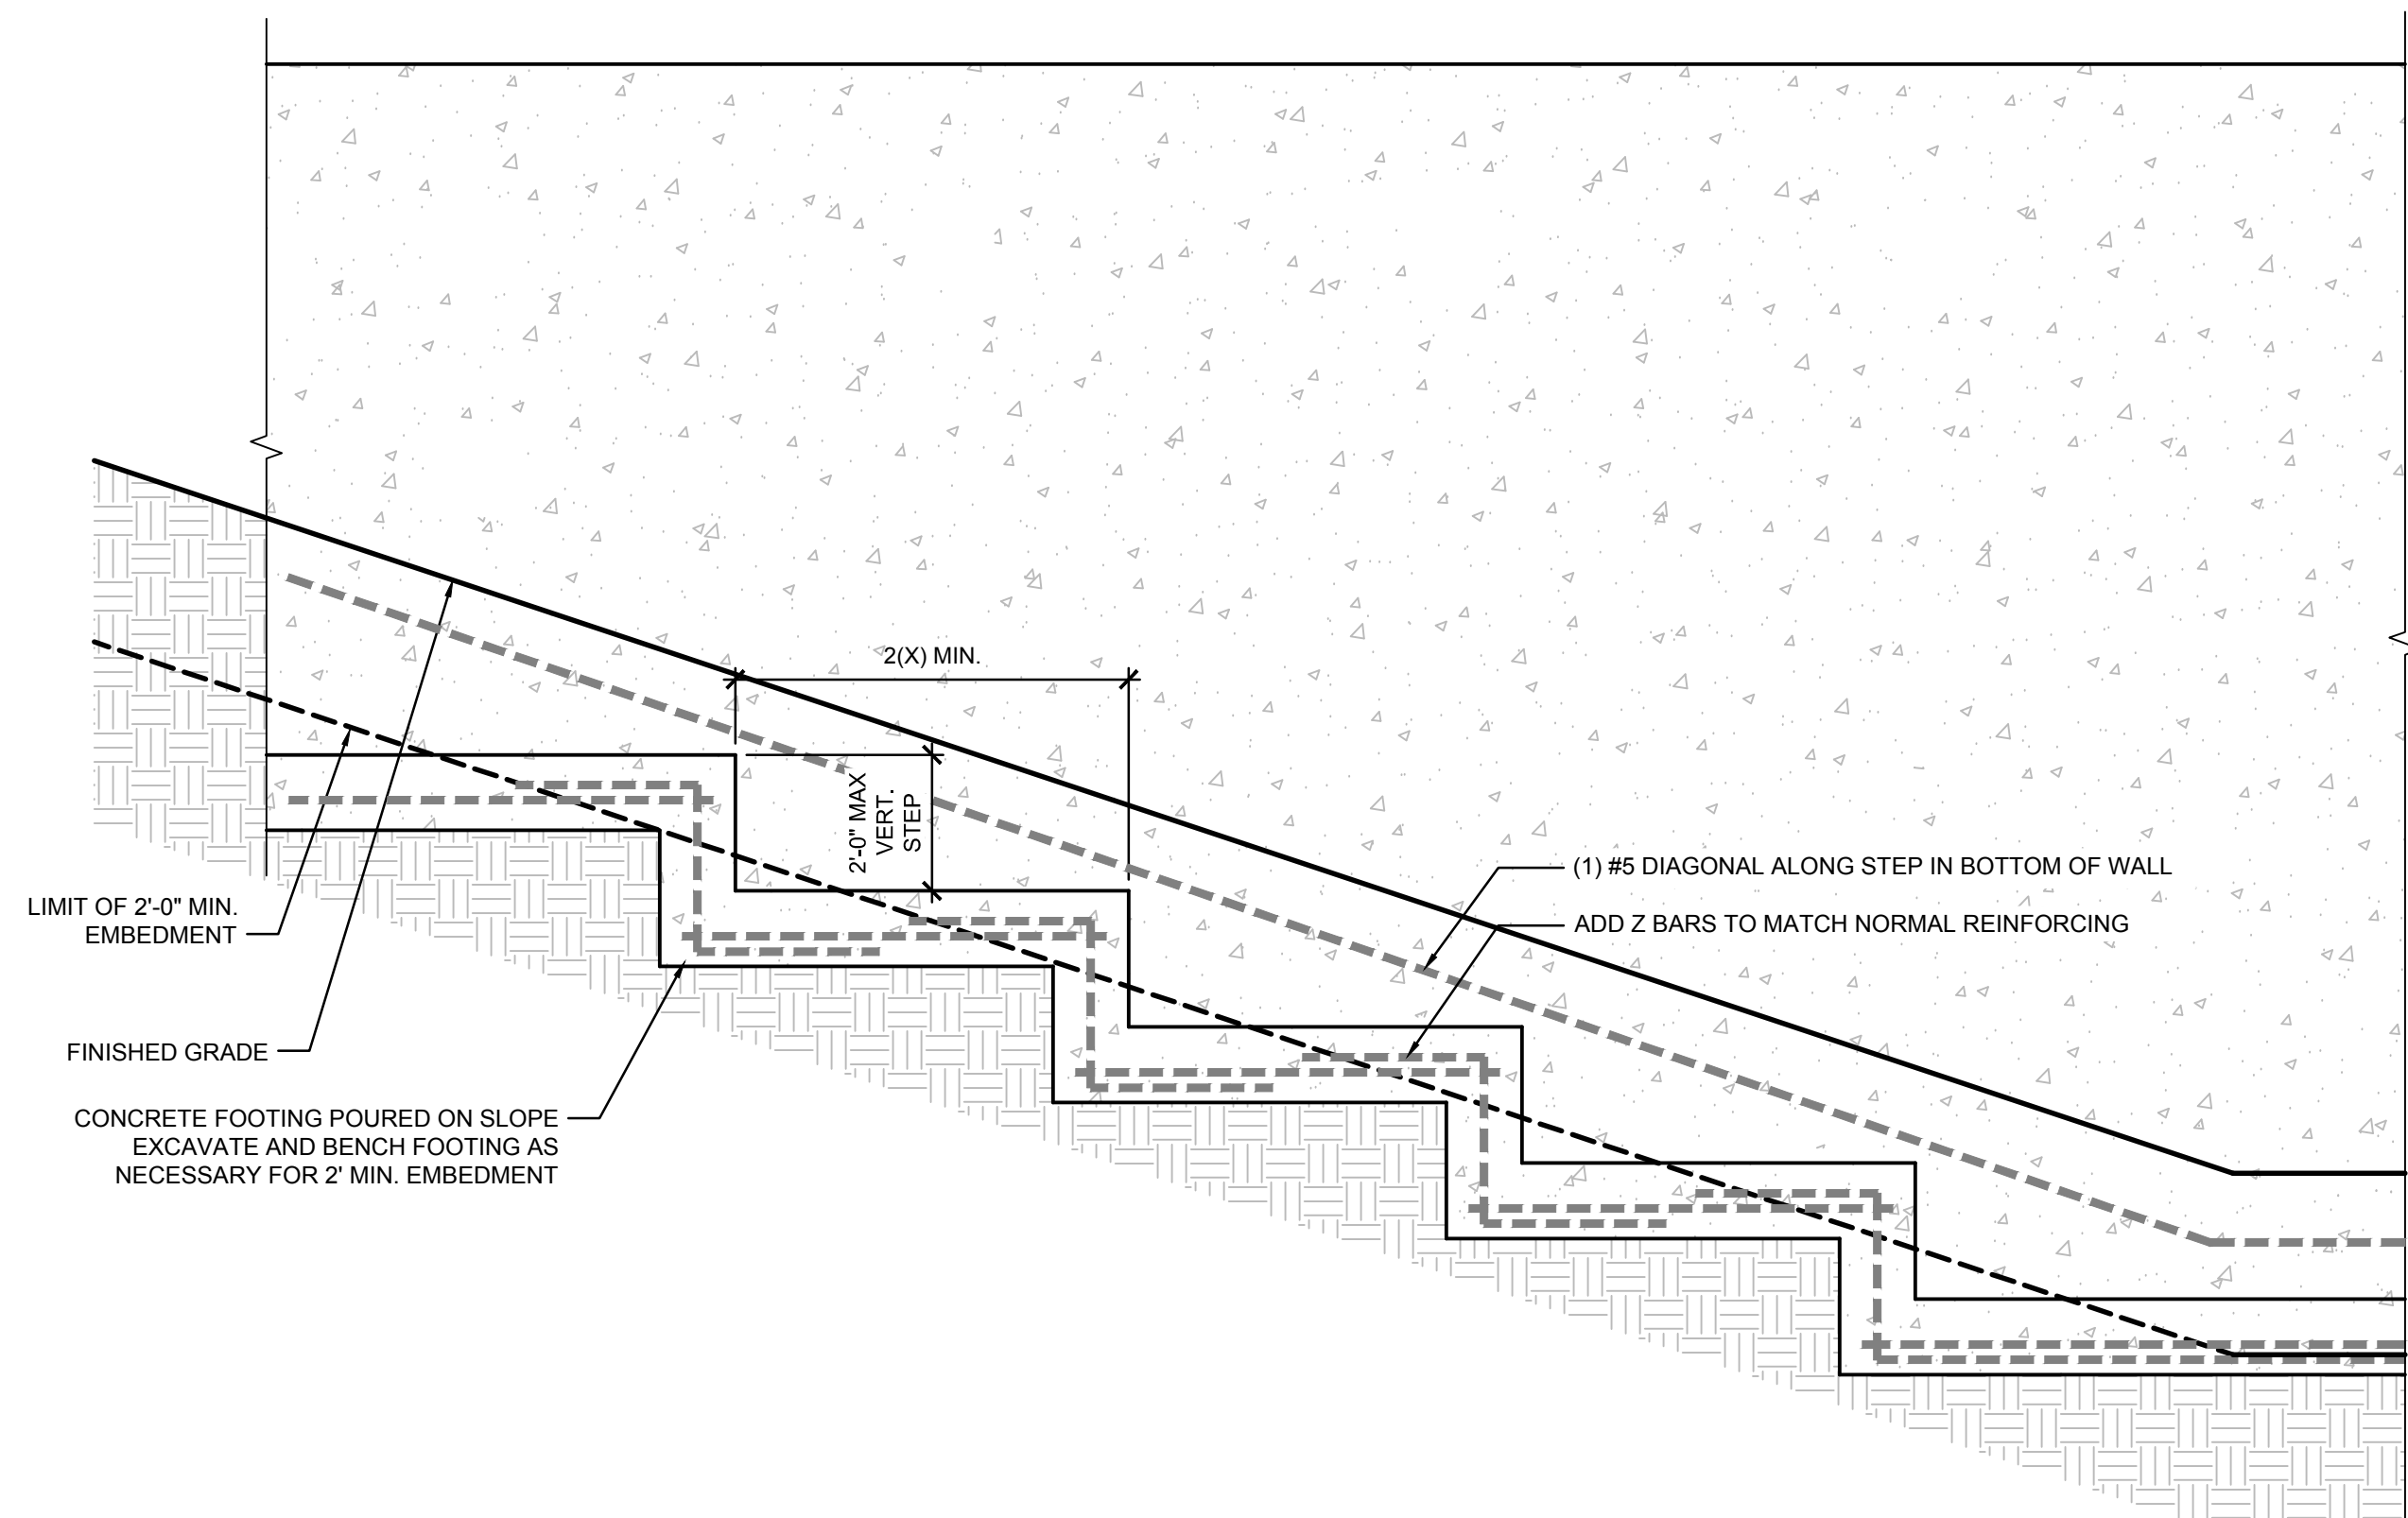 2(X) MIN.
2'-0" MAX
VERT.
STEP
(1) #5 DIAGONAL ALONG STEP IN BOTTOM OF WALL
ADD Z BARS TO MATCH NORMAL REINFORCING
LIMIT OF 2'-0" MIN.
EMBEDMENT
FINISHED GRADE
CONCRETE FOOTING POURED ON SLOPE
EXCAVATE AND BENCH FOOTING AS
NECESSARY FOR 2' MIN. EMBEDMENT